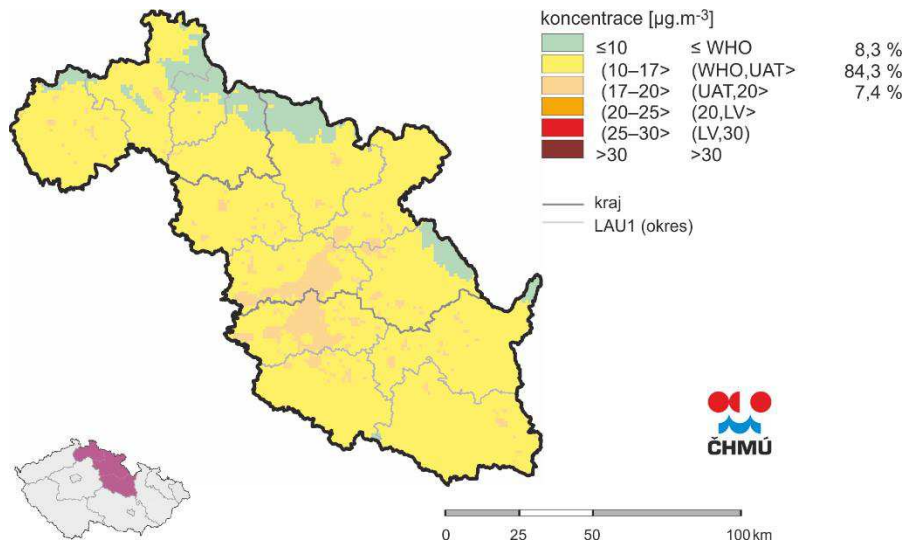 koncentrace [µg.m⁻³]
≤10 ≤ WHO 8,3 %
(10–17> (WHO,UAT> 84,3 %
(17–20> (UAT,20> 7,4 %
(20–25> (20,LV>
(25–30> (LV,30)
>30 >30
kraj
LAU1 (okres)
ČHMÚ
0 25 50 100 km